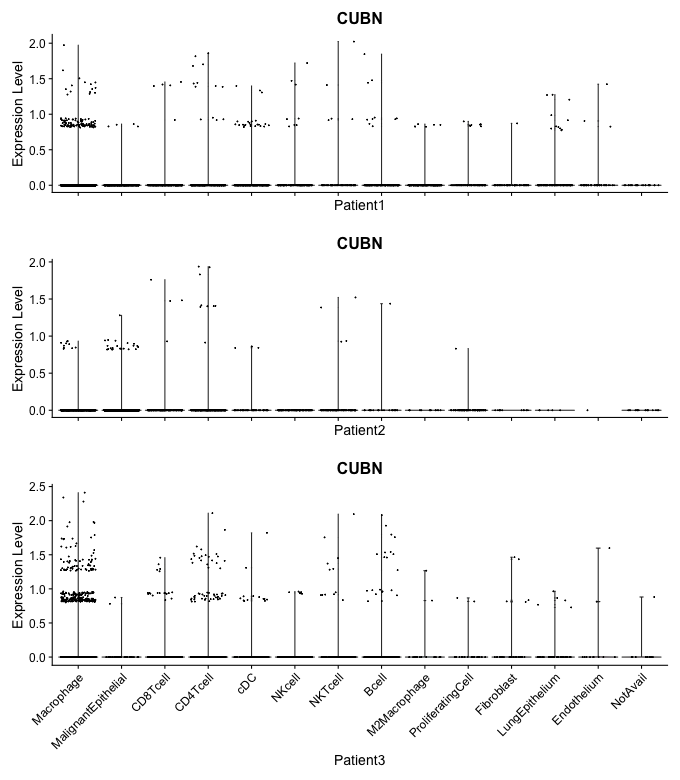 CUBN
Expression Level
2.0
1.5
1.0
0.5
0.0
Patient1
CUBN
Expression Level
2.0
1.5
1.0
0.5
0.0
Patient2
CUBN
Expression Level
2.5
2.0
1.5
1.0
0.5
0.0
Macrophage
MalignantEpithelial
CD8Tcell
CD4Tcell
cDC
NKcell
NKTcell
Bcell
M2Macrophage
ProliferatingCell
Fibroblast
LungEpithelium
Endothelium
NotAvail
Patient3